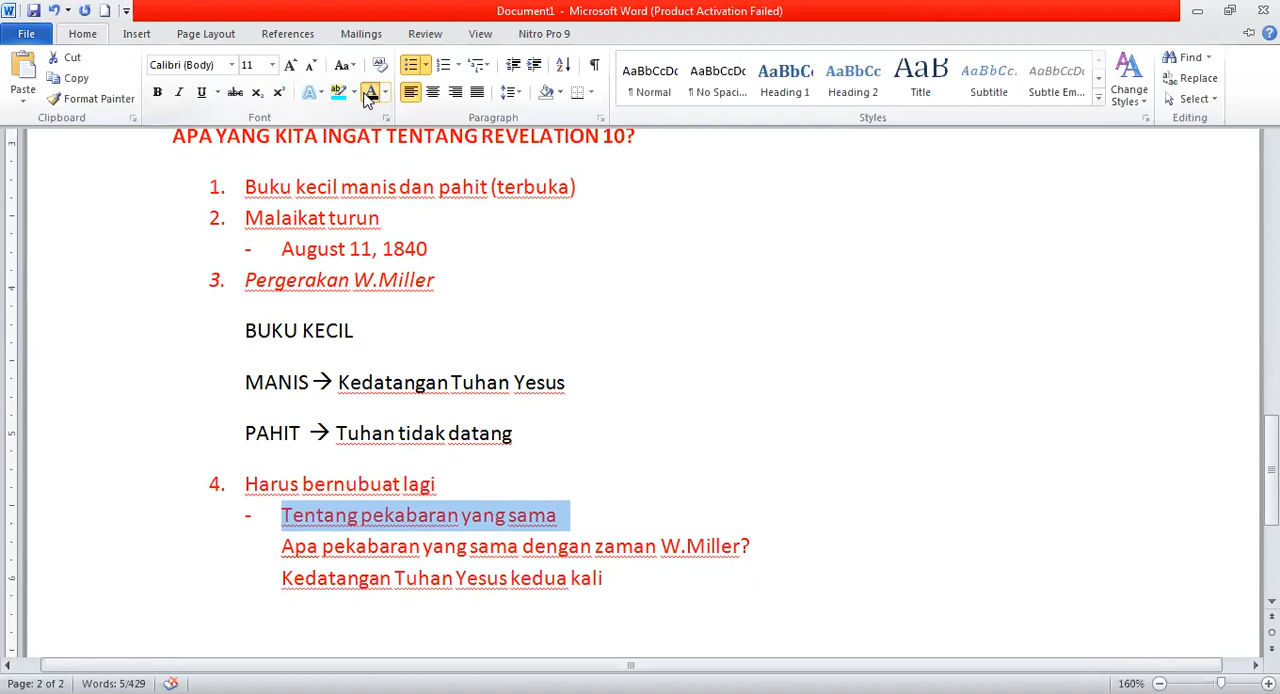 Document1 - Microsoft Word (Product Activation Failed)
File Home Insert Page Layout References Mailings Review View Nitro Pro 9
Paste Cut Copy Format Painter
Calibri (Body) 11
AaBbCcDc AaBbCcDc AaBbCc AaBbCc AaB AaBbCc. AaBbCcDc
¶ Normal ¶ No Spaci... Heading 1 Heading 2 Title Subtitle Subtle Em...
Change Styles
Find Replace Select
Clipboard Font Paragraph Styles Editing
APA YANG KITA INGAT TENTANG REVELATION 10?
1. Buku kecil manis dan pahit (terbuka)
2. Malaikat turun
- August 11, 1840
3. Pergerakan W.Miller
BUKU KECIL
MANIS → Kedatangan Tuhan Yesus
PAHIT → Tuhan tidak datang
4. Harus bernubuat lagi
- Tentang pekabaran yang sama
Apa pekabaran yang sama dengan zaman W.Miller?
Kedatangan Tuhan Yesus kedua kali
Page: 2 of 2 Words: 5/429 160%